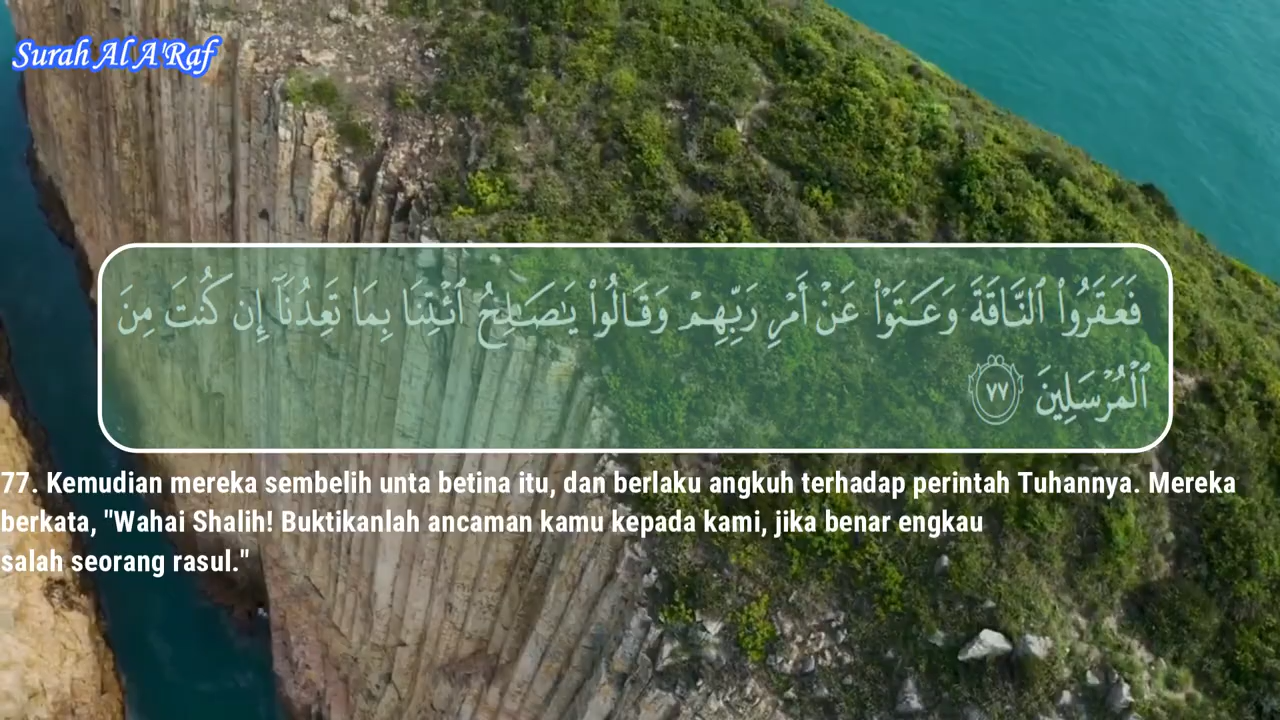 Surah Al A'Raf
فَعَقَرُوا۟ ٱلنَّاقَةَ وَعَتَوْا۟ عَنْ أَمْرِ رَبِّهِمْ وَقَالُوا۟ يَـٰصَـٰلِحُ ٱئْتِنَا بِمَا تَعِدُنَآ إِن كُنتَ مِنَ
ٱلْمُرْسَلِينَ ٧٧
77. Kemudian mereka sembelih unta betina itu, dan berlaku angkuh terhadap perintah Tuhannya. Mereka
berkata, "Wahai Shalih! Buktikanlah ancaman kamu kepada kami, jika benar engkau
salah seorang rasul."